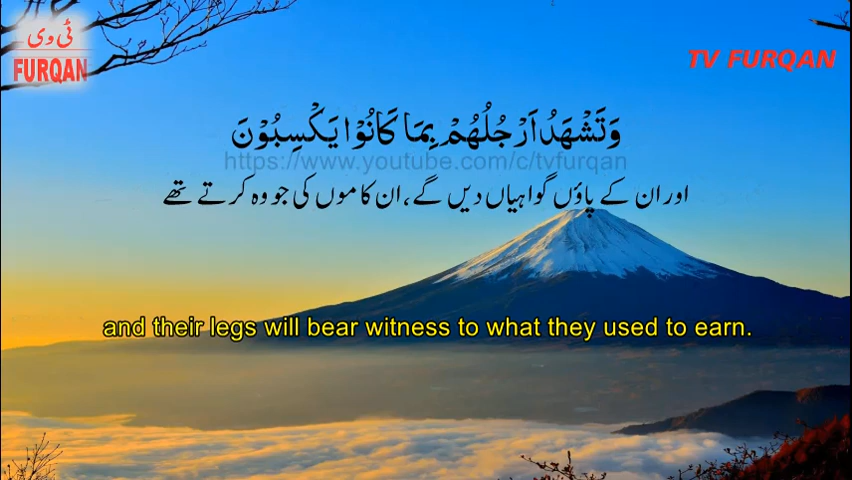 ٹی وی
FURQAN
TV FURQAN
وَتَشْهَدُ اَرْجُلُهُمْ بِمَا كَانُوْا يَكْسِبُوْنَ
https://www.youtube.com/c/tvfurqan
اور ان کے پاؤں گواہیاں دیں گے، ان کاموں کی جو وہ کرتے تھے
and their legs will bear witness to what they used to earn.